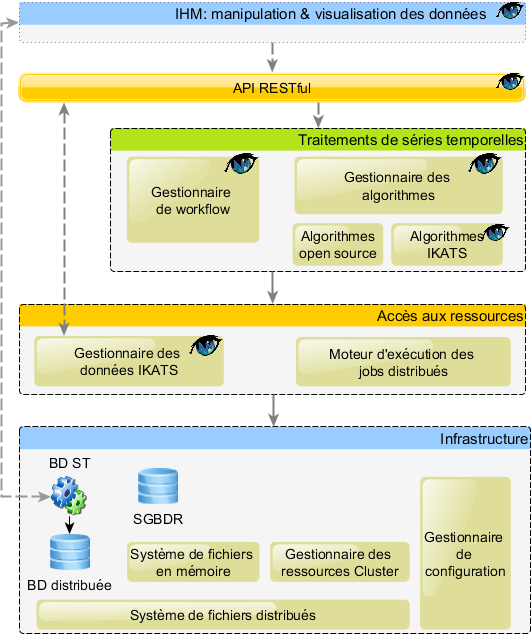 IHM: manipulation & visualisation des données
API RESTful
Traitements de séries temporelles
Gestionnaire
de workflow
Gestionnaire des
algorithmes
Algorithmes
open source
Algorithmes
IKATS
Accès aux ressources
Gestionnaire des
données IKATS
Moteur d'exécution des
jobs distribués
Infrastructure
BD ST
SGBDR
BD distribuée
Système de fichiers
en mémoire
Gestionnaire des
ressources Cluster
Gestionnaire
de
configuration
Système de fichiers distribués